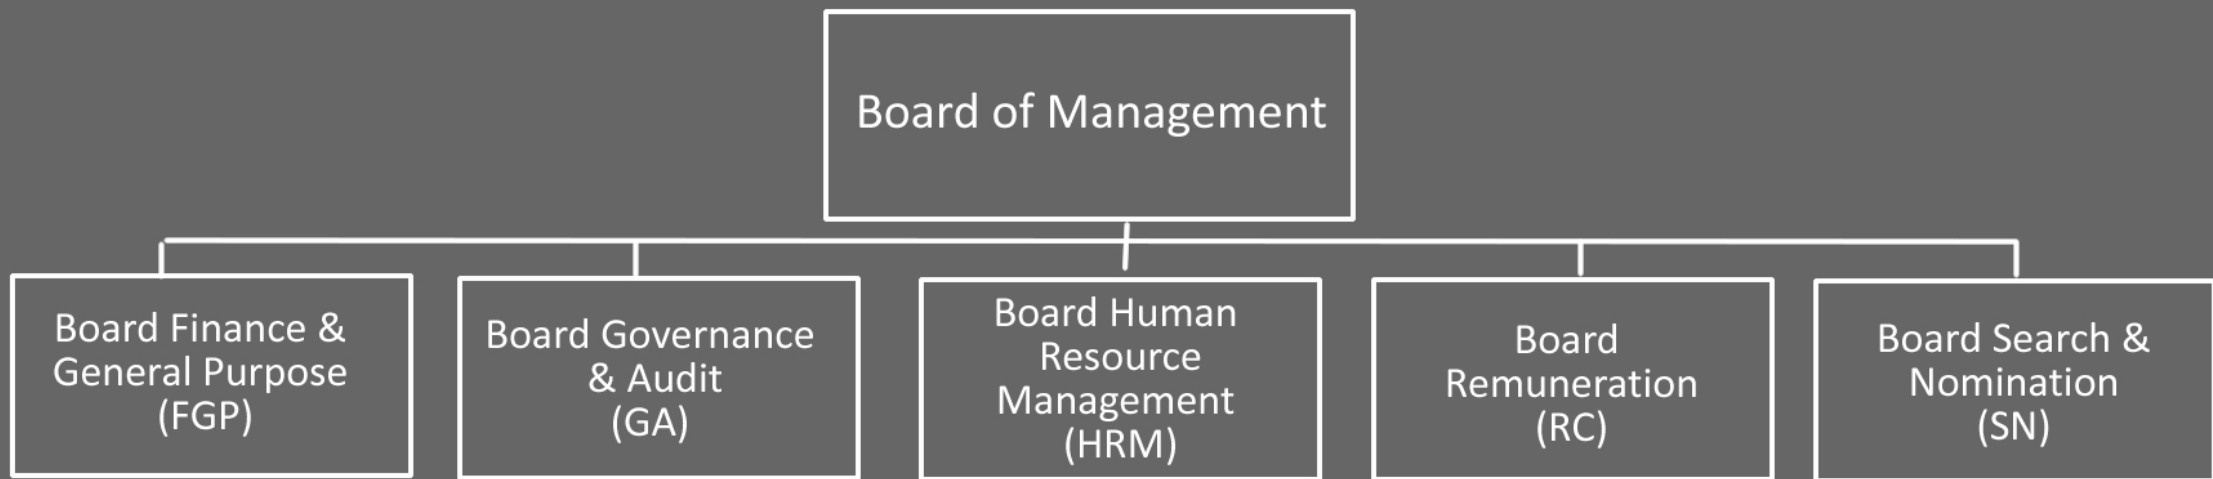 Board of Management
Board Finance &
General Purpose
(FGP)
Board Governance
& Audit
(GA)
Board Human
Resource
Management
(HRM)
Board
Remuneration
(RC)
Board Search &
Nomination
(SN)